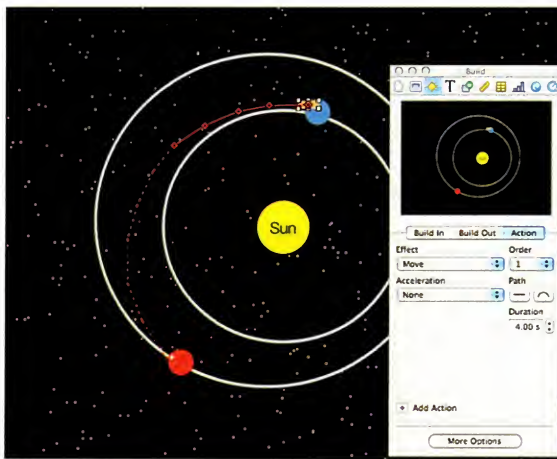 Build
T
Sun
Sun
Build In Build Out Action
Effect Order
Move 1
Acceleration Path
None
Duration
4.00 s
+ Add Action
More Options